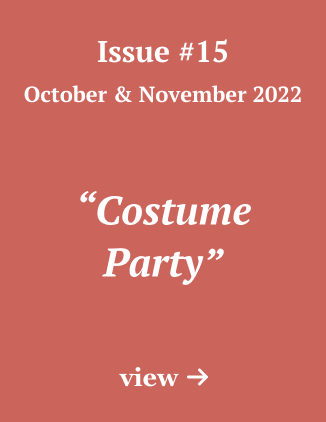 Issue #15
October & November 2022
“Costume
Party”
view →